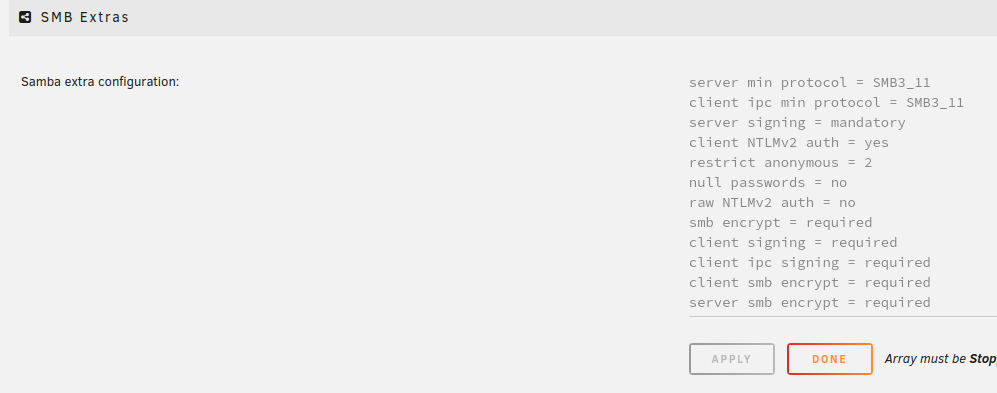 SMB Extras
Samba extra configuration:
server min protocol = SMB3_11
client ipc min protocol = SMB3_11
server signing = mandatory
client NTLMv2 auth = yes
restrict anonymous = 2
null passwords = no
raw NTLMv2 auth = no
smb encrypt = required
client signing = required
client ipc signing = required
client smb encrypt = required
server smb encrypt = required
APPLY DONE Array must be Stop